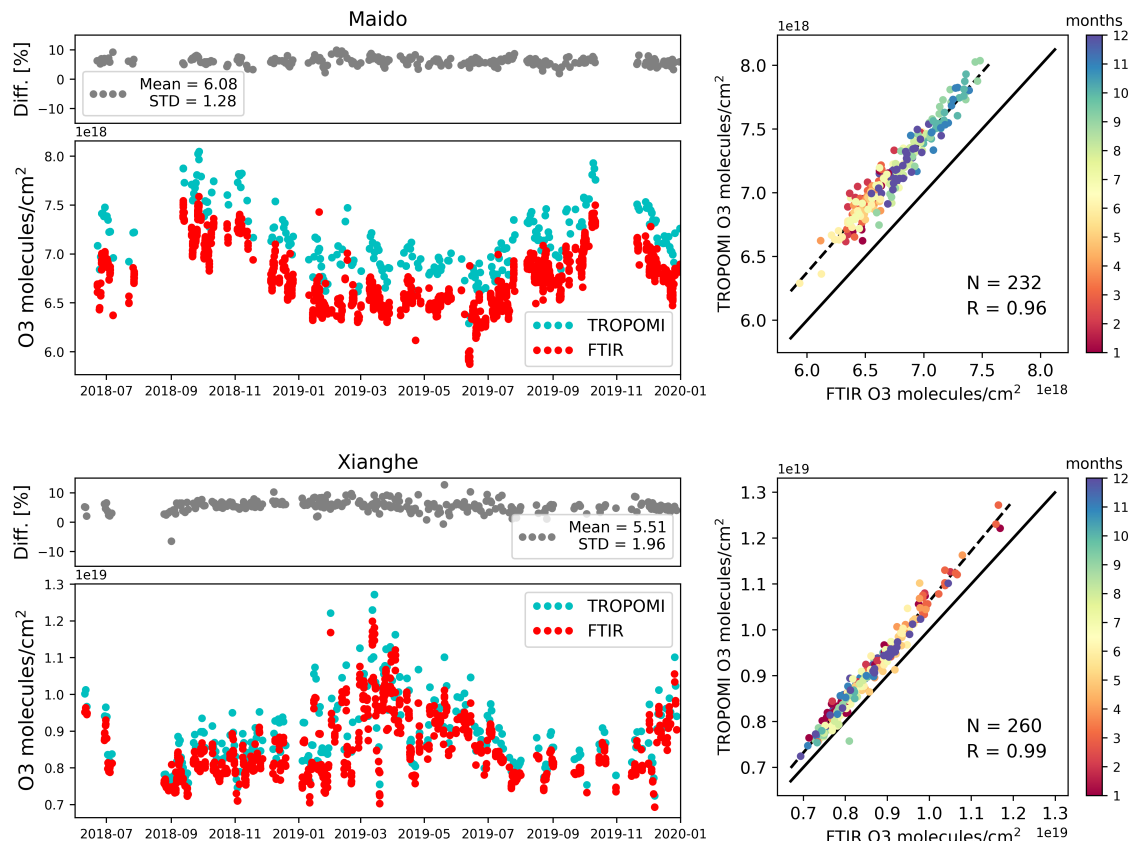 Maido
Diff. [%]
10
0
−10
Mean = 6.08
STD = 1.28
1e18
O3 molecules/cm²
8.0
7.5
7.0
6.5
6.0
TROPOMI
FTIR
2018-07 2018-09 2018-11 2019-01 2019-03 2019-05 2019-07 2019-09 2019-11 2020-01
1e18
TROPOMI O3 molecules/cm²
8.0
7.5
7.0
6.5
6.0
N = 232
R = 0.96
6.0 6.5 7.0 7.5 8.0
FTIR O3 molecules/cm² 1e18
months
12
11
10
9
8
7
6
5
4
3
2
1
Xianghe
Diff. [%]
10
0
−10
Mean = 5.51
STD = 1.96
1e19
O3 molecules/cm²
1.3
1.2
1.1
1.0
0.9
0.8
0.7
TROPOMI
FTIR
2018-07 2018-09 2018-11 2019-01 2019-03 2019-05 2019-07 2019-09 2019-11 2020-01
1e19
TROPOMI O3 molecules/cm²
1.3
1.2
1.1
1.0
0.9
0.8
0.7
N = 260
R = 0.99
0.7 0.8 0.9 1.0 1.1 1.2 1.3
FTIR O3 molecules/cm² 1e19
months
12
11
10
9
8
7
6
5
4
3
2
1